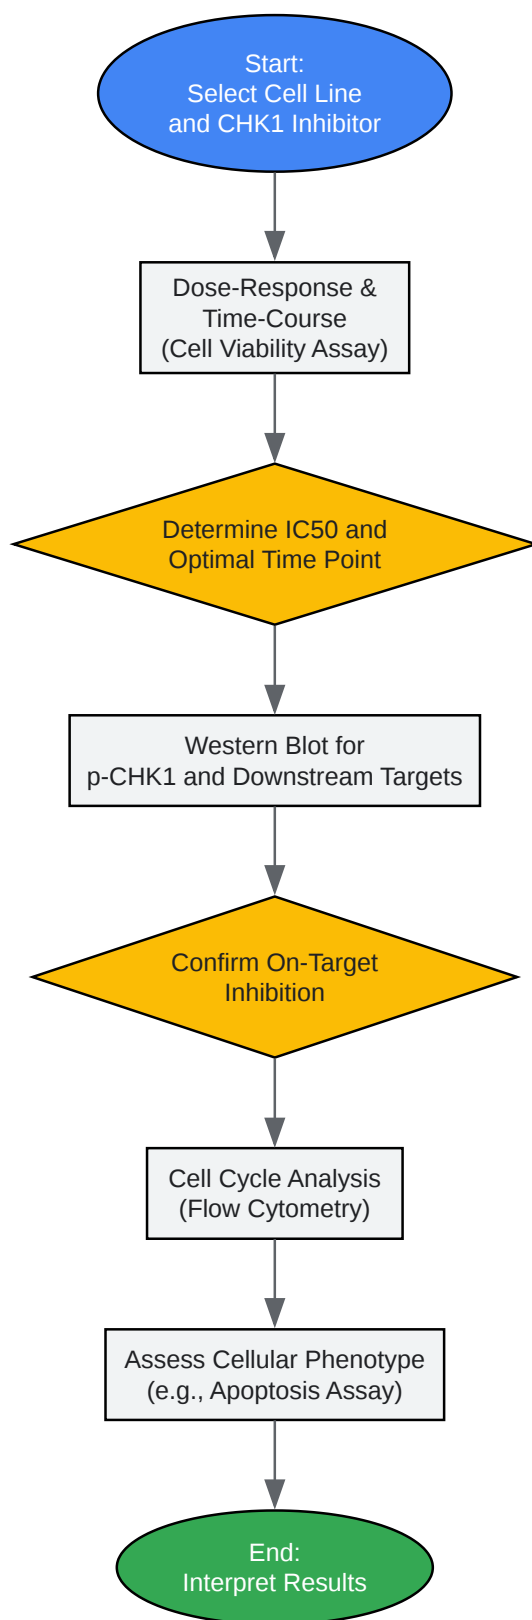 Start:
Select Cell Line
and CHK1 Inhibitor
Dose-Response &
Time-Course
(Cell Viability Assay)
Determine IC50 and
Optimal Time Point
Western Blot for
p-CHK1 and Downstream Targets
Confirm On-Target
Inhibition
Cell Cycle Analysis
(Flow Cytometry)
Assess Cellular Phenotype
(e.g., Apoptosis Assay)
End:
Interpret Results